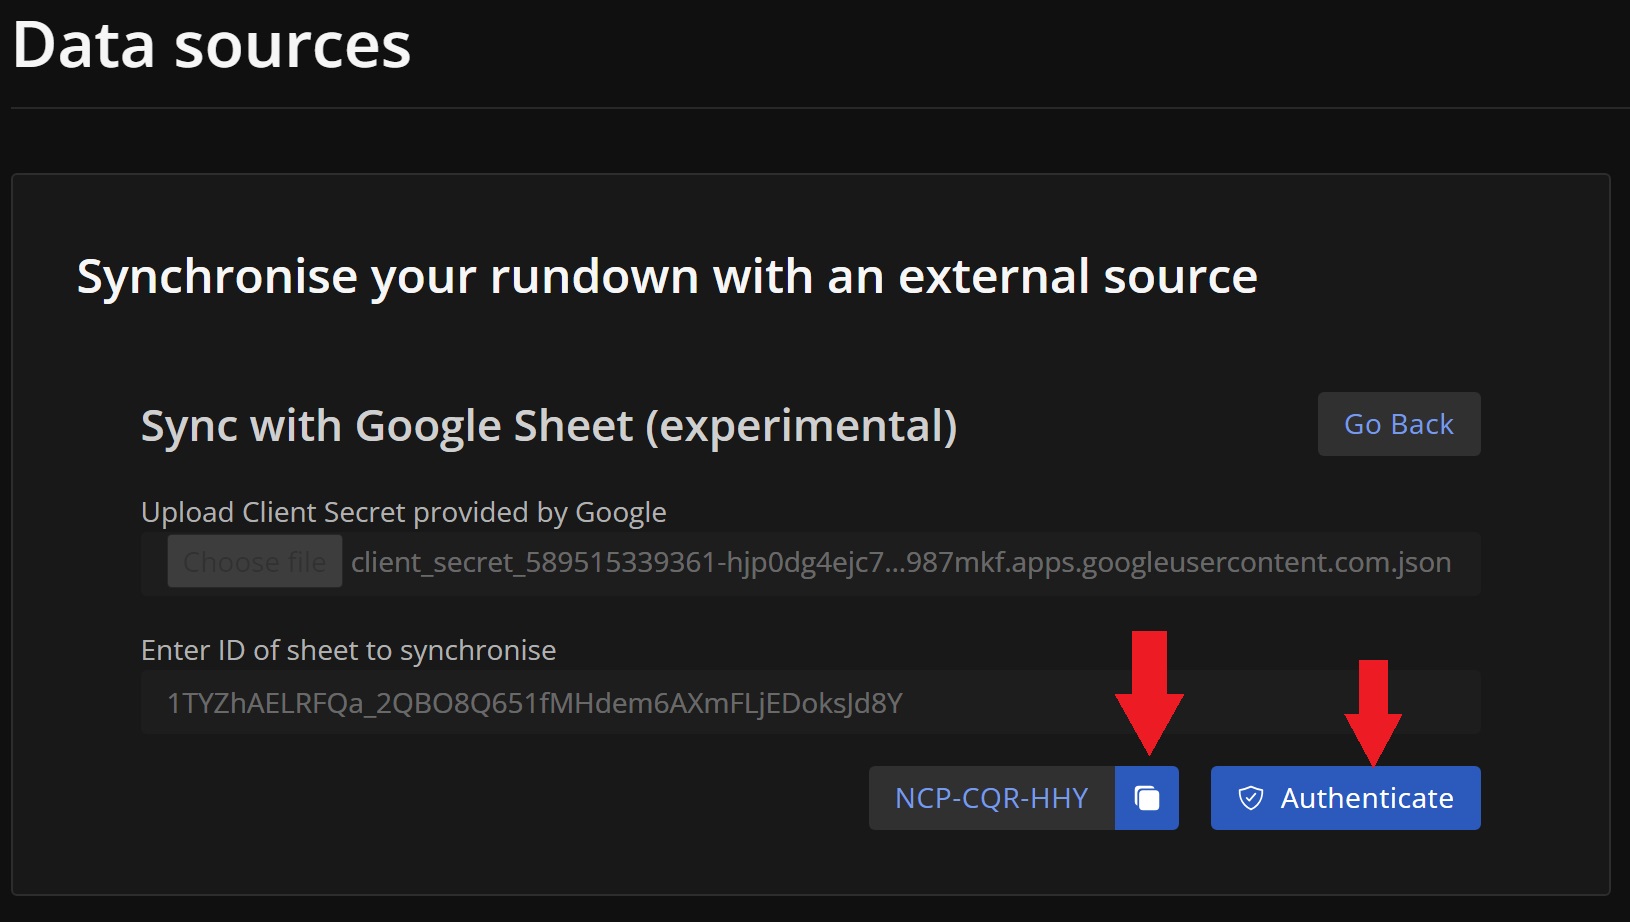 Data sources
Synchronise your rundown with an external source
Sync with Google Sheet (experimental)
Go Back
Upload Client Secret provided by Google
Choose file client_secret_589515339361-hjp0dg4ejc7...987mkf.apps.googleusercontent.com.json
Enter ID of sheet to synchronise
1TYZhAELRFQa_2QBO8Q651fMHdem6AXmFLjEDoksJd8Y
NCP-CQR-HHY
Authenticate